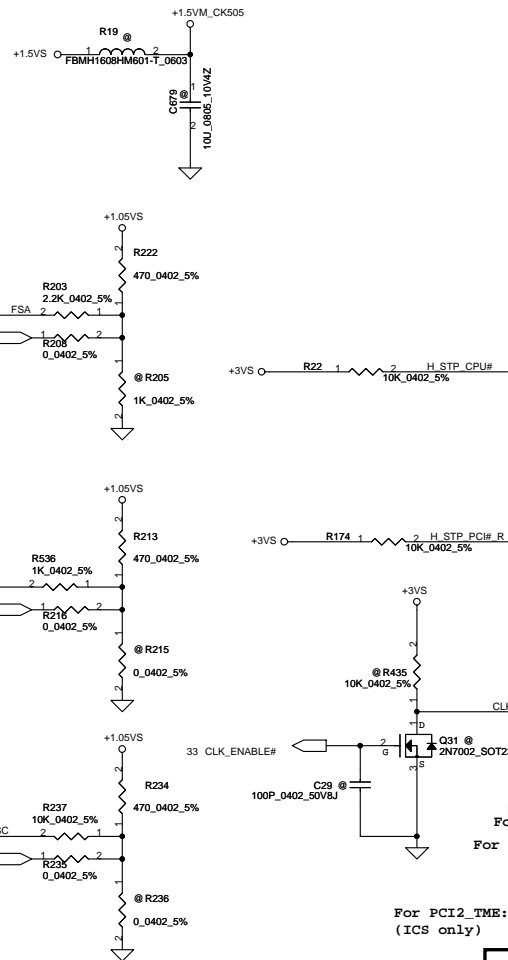 +1.5VM_CK505
R19 @
+1.5VS 1 2
FBMH1608HM601-T_0603
1
C679 @
10U_0805_10V4Z
2
+1.05VS
2
R222
470_0402_5%
1
R203
2.2K_0402_5%
FSA 2 1
1 2
R208
0_0402_5%
1
@ R205
1K_0402_5%
2
+3VS R22 1 2 H_STP_CPU#
10K_0402_5%
+1.05VS
2
R213
470_0402_5%
1
R536
1K_0402_5%
2 1
1 2
R216
0_0402_5%
1
@ R215
0_0402_5%
2
+3VS R174 1 2 H_STP_PCI#_R
10K_0402_5%
+3VS
2
@ R435
10K_0402_5%
1
CL
1 D
Q31 @
2N7002_SOT23
2
G
3 S
33 CLK_ENABLE#
C29 @
100P_0402_50V8J
+1.05VS
2
R234
470_0402_5%
1
R237
10K_0402_5%
SC 2 1
1 2
R235
0_0402_5%
1
@ R236
0_0402_5%
2
Fo
For
For PCI2_TME:
(ICS only)